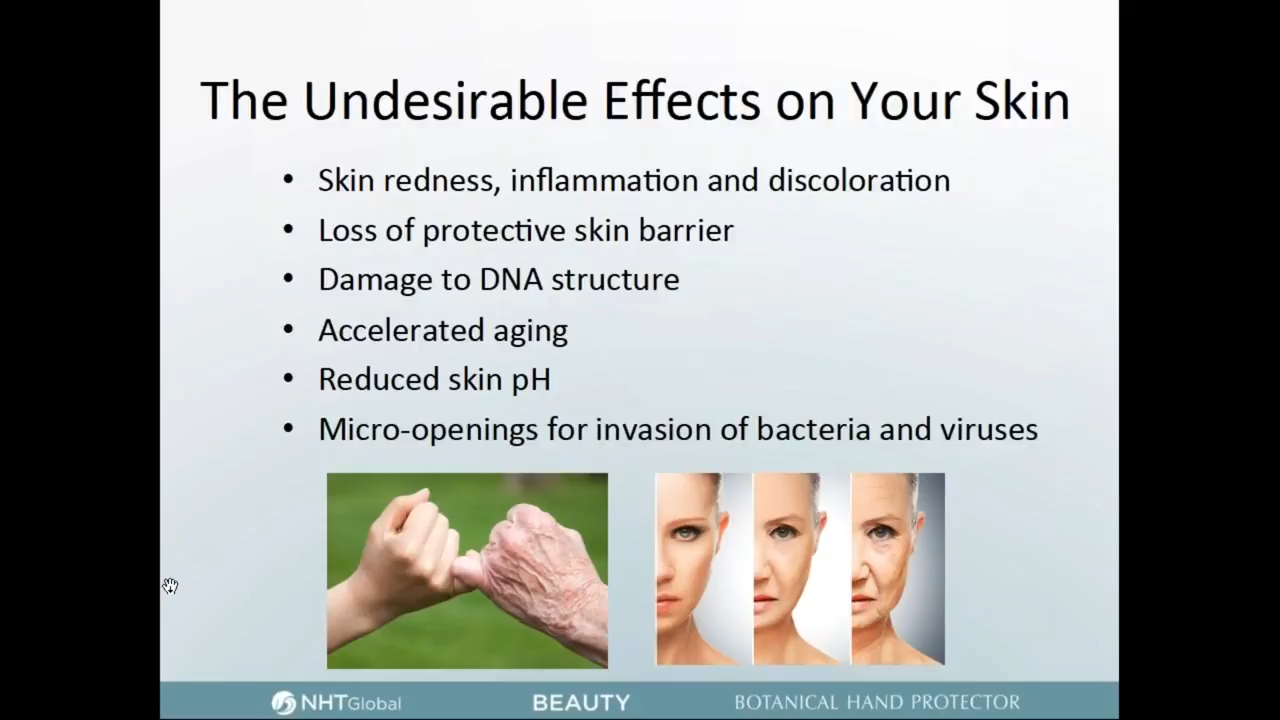 The Undesirable Effects on Your Skin
• Skin redness, inflammation and discoloration
• Loss of protective skin barrier
• Damage to DNA structure
• Accelerated aging
• Reduced skin pH
• Micro-openings for invasion of bacteria and viruses
NHTGlobal BEAUTY BOTANICAL HAND PROTECTOR